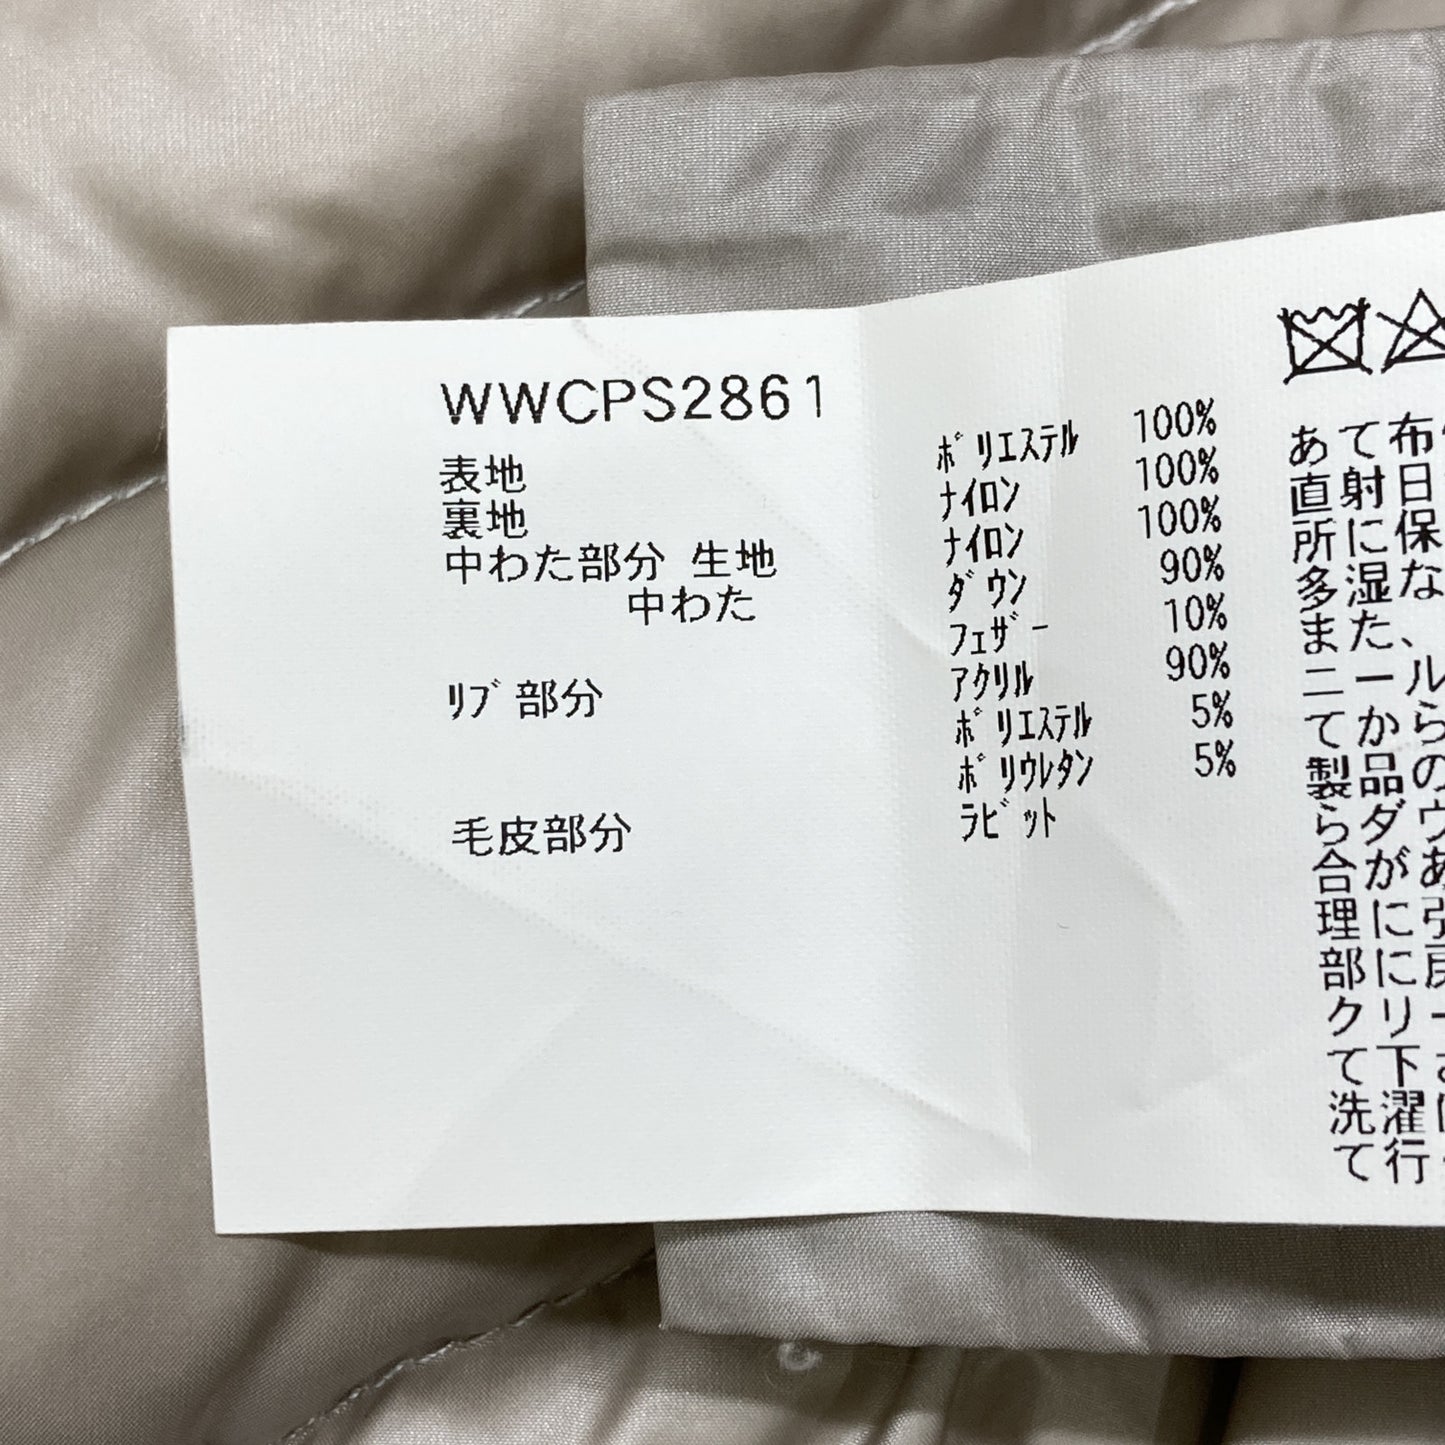 WWCPS2861
表地 ﾎﾟﾘｴｽﾃﾙ 100%
裏地 ﾅｲﾛﾝ 100%
中わた部分 生地 ﾅｲﾛﾝ 100%
中わた ﾀﾞｳﾝ 90%
ﾌｪｻﾞｰ 10%
ﾘﾌﾞ部分 ｱｸﾘﾙ 90%
ﾎﾟﾘｴｽﾃﾙ 5%
ﾎﾟﾘｳﾚﾀﾝ 5%
毛皮部分 ﾗﾋﾞｯﾄ
あて布
直射日
所に保
多湿な
また、
ニール
てから
製品の
らダウ
合があ
理に引
部に
クリー
て下さ
洗濯に
て行